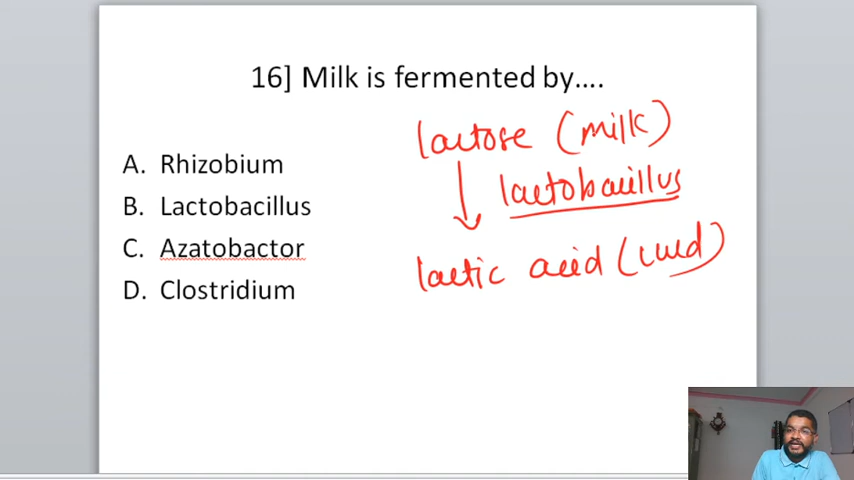 16] Milk is fermented by....
A. Rhizobium
B. Lactobacillus
C. Azatobactor
D. Clostridium
lactose (milk)
lactobacillus
lactic acid (curd)